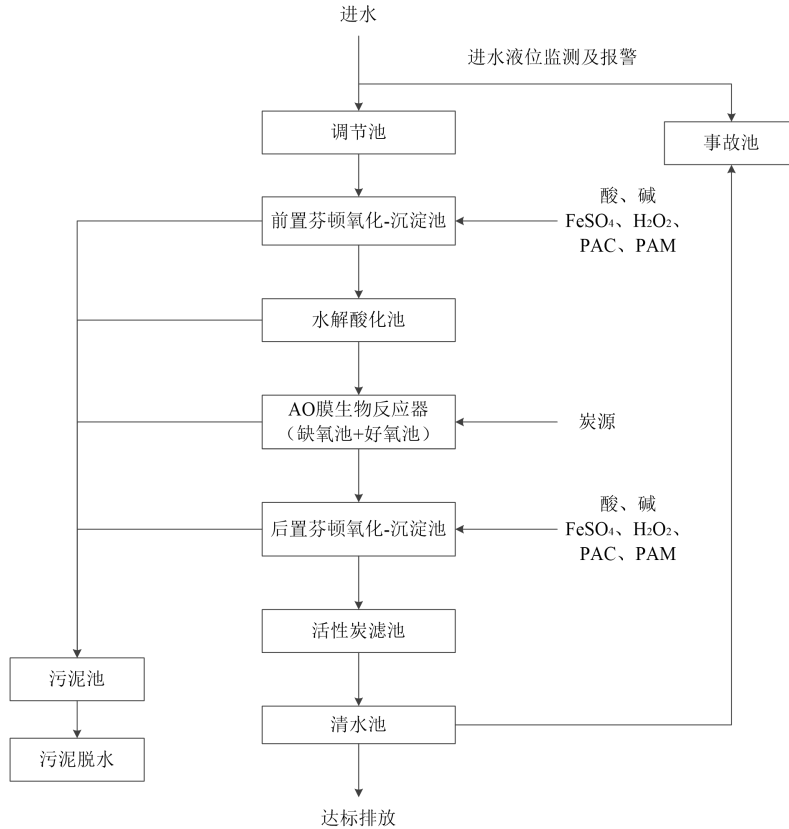 进水
进水液位监测及报警
调节池
事故池
酸、碱
前置芬顿氧化-沉淀池
FeSO₄、H₂O₂、
PAC、PAM
水解酸化池
AO膜生物反应器
（缺氧池+好氧池）
炭源
酸、碱
后置芬顿氧化-沉淀池
FeSO₄、H₂O₂、
PAC、PAM
活性炭滤池
污泥池
清水池
污泥脱水
达标排放